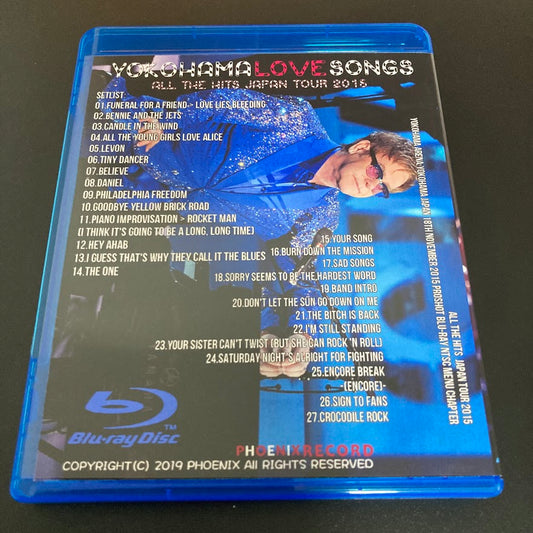 YOKOHAMALOVESONGS
ALL THE HITS JAPAN TOUR 2015
SETLIST
01.FUNERAL FOR A FRIEND - LOVE LIES BLEEDING
02.BENNIE AND THE JETS
03.CANDLE IN THE WIND
04.ALL THE YOUNG GIRLS LOVE ALICE
05.LEVON
06.TINY DANCER
07.BELIEVE
08.DANIEL
09.PHILADELPHIA FREEDOM
10.GOODBYE YELLOW BRICK ROAD
11.PIANO IMPROVISATION > ROCKET MAN
(I THINK IT'S GOING TO BE A LONG, LONG TIME)
12.HEY AHAB
13.I GUESS THAT'S WHY THEY CALL IT THE BLUES
14.THE ONE
15.YOUR SONG
16.BURN DOWN THE MISSION
17.SAD SONGS
18.SORRY SEEMS TO BE THE HARDEST WORD
19.BAND INTRO
20.DON'T LET THE SUN GO DOWN ON ME
21.THE BITCH IS BACK
22.I'M STILL STANDING
23.YOUR SISTER CAN'T TWIST (BUT SHE CAN ROCK 'N ROLL)
24.SATURDAY NIGHT'S ALRIGHT FOR FIGHTING
25.ENCORE BREAK
-(ENCORE)-
26.SIGN TO FANS
27.CROCODILE ROCK
ALL THE HITS JAPAN TOUR 2015
YOKOHAMA ARENA, YOKOHAMA JAPAN 18TH NOVEMBER 2015 PROSHOT BLU-RAY NTSC MENU CHAPTER
Blu-ray Disc
TM
PHOENIXRECORD
COPYRIGHT(C) 2019 PHOENIX ALL RIGHTS RESERVED